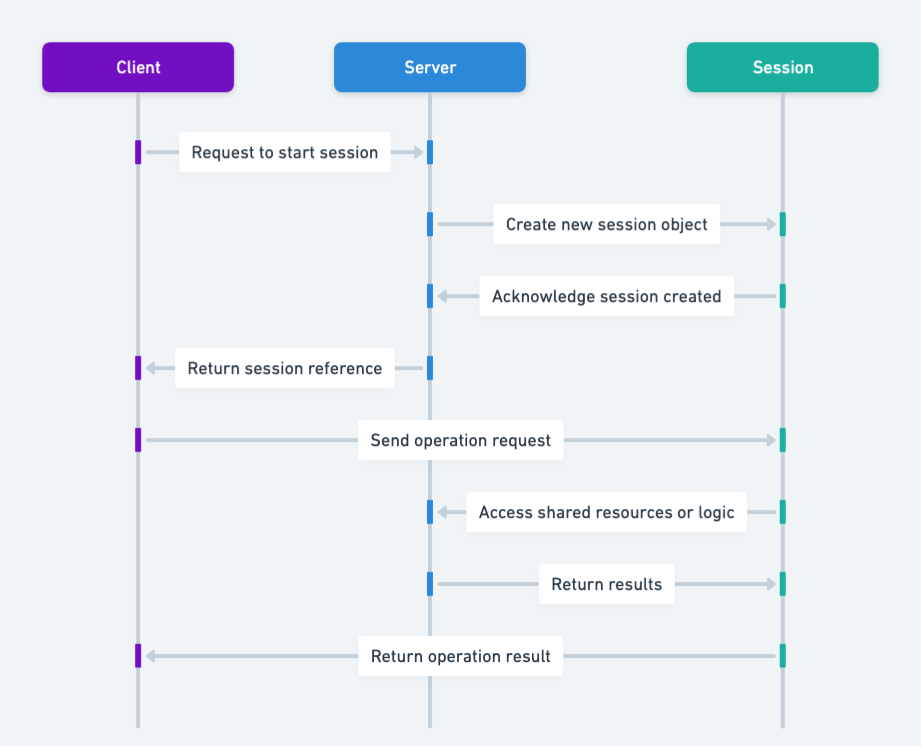 Client
Server
Session
Request to start session
Create new session object
Acknowledge session created
Return session reference
Send operation request
Access shared resources or logic
Return results
Return operation result